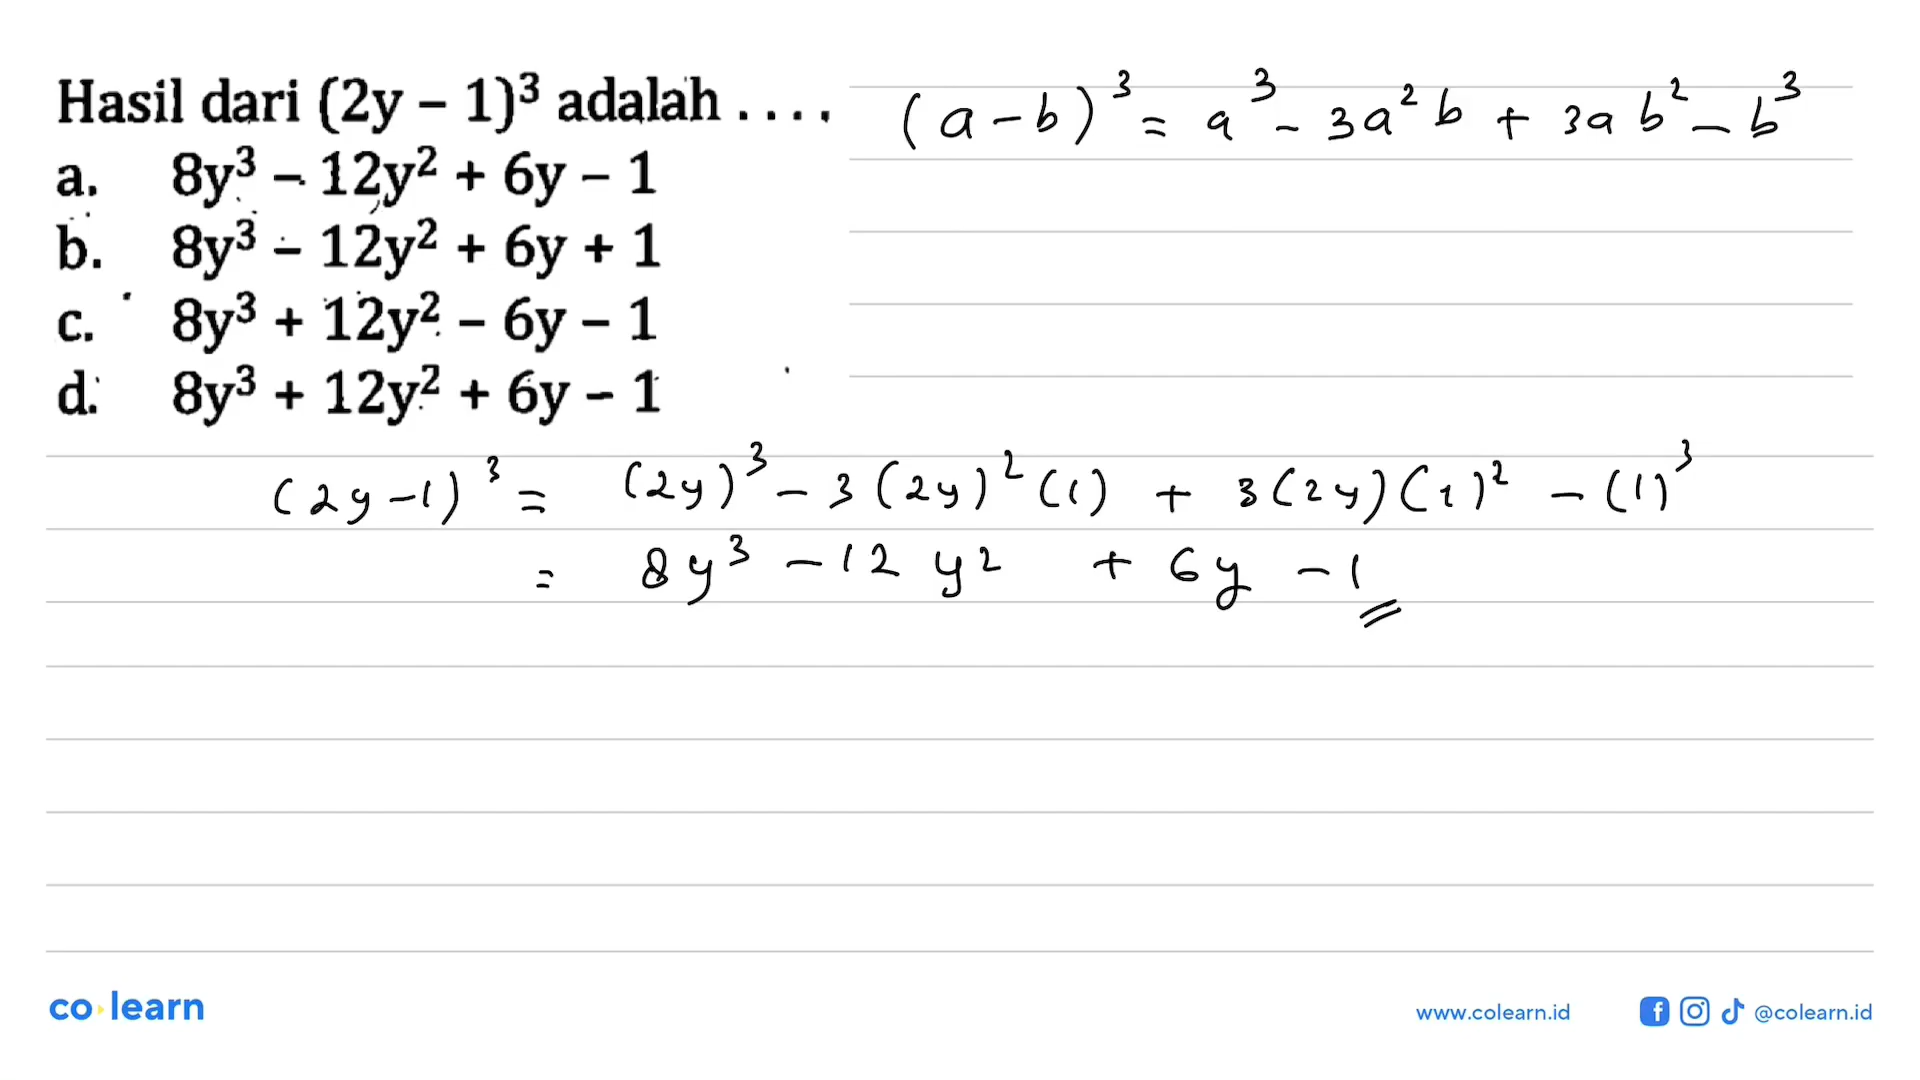 Hasil dari (2y – 1)³ adalah . . . .
a. 8y³ – 12y² + 6y – 1
b. 8y³ – 12y² + 6y + 1
c. 8y³ + 12y² – 6y – 1
d. 8y³ + 12y² + 6y – 1
(a-b)³ = a³ - 3a²b + 3ab² - b³
(2y-1)³ = (2y)³ - 3(2y)²(1) + 3(2y)(1)² - (1)³
= 8y³ - 12y² + 6y - 1
co learn
www.colearn.id
@colearn.id